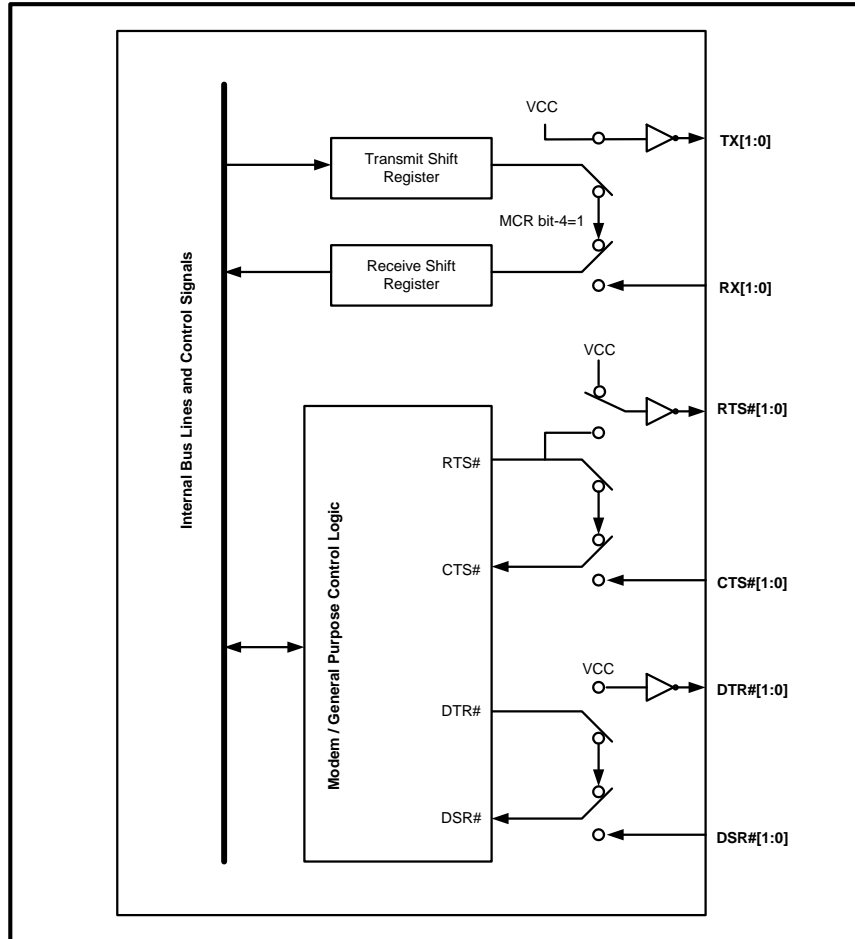 VCC
TX[1:0]
Transmit Shift
Register
MCR bit-4=1
Receive Shift
Register
RX[1:0]
Internal Bus Lines and Control Signals
VCC
RTS#[1:0]
RTS#
Modem / General Purpose Control Logic
CTS#
CTS#[1:0]
VCC
DTR#[1:0]
DTR#
DSR#
DSR#[1:0]